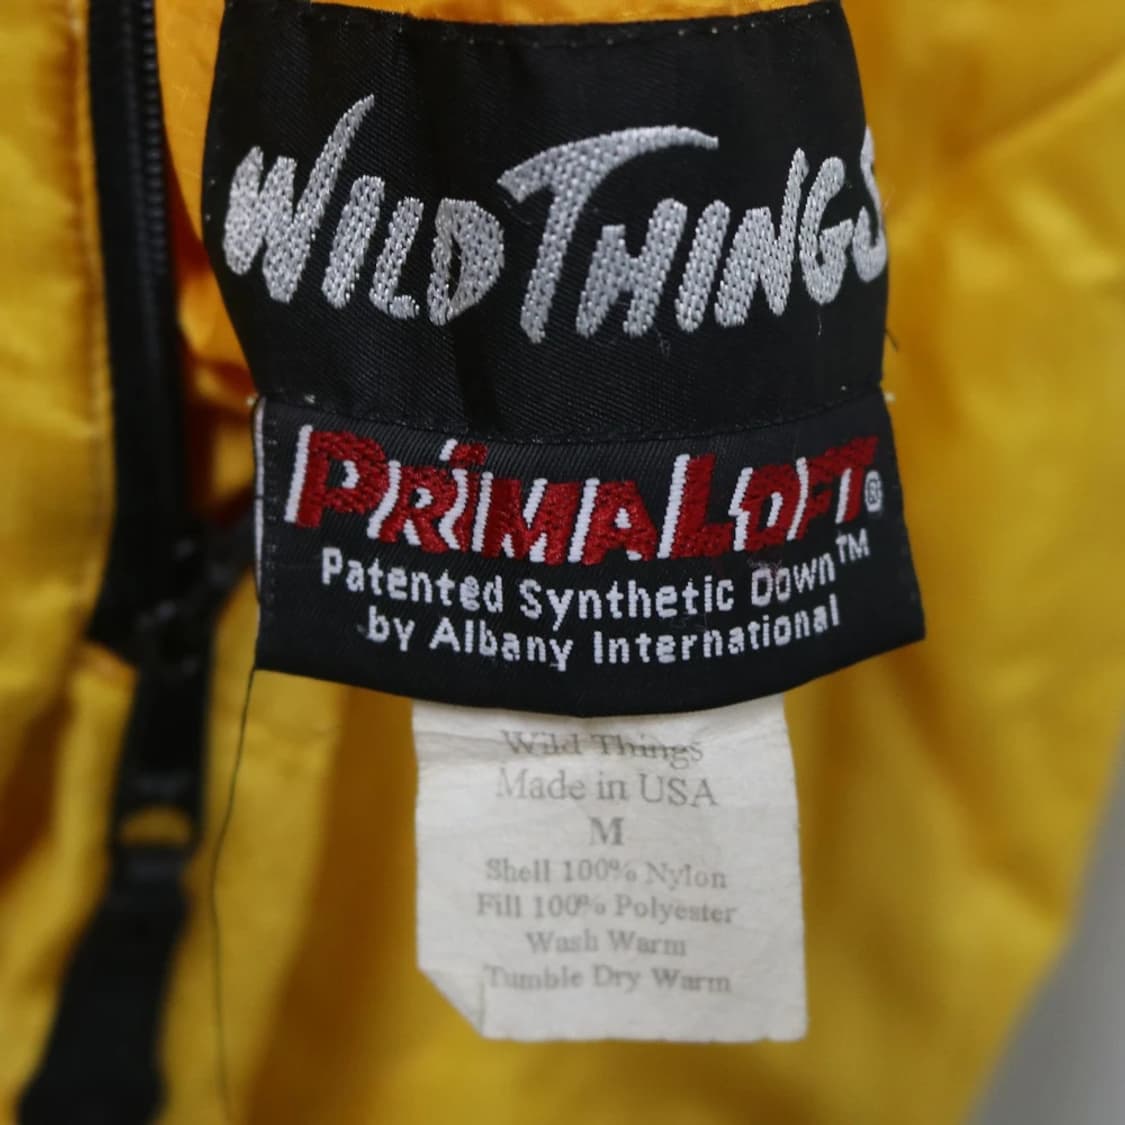 WILD THINGS
PRIMALOFT®
Patented Synthetic Down™
by Albany International
Wild Things
Made in USA
M
Shell 100% Nylon
Fill 100% Polyester
Wash Warm
Tumble Dry Warm